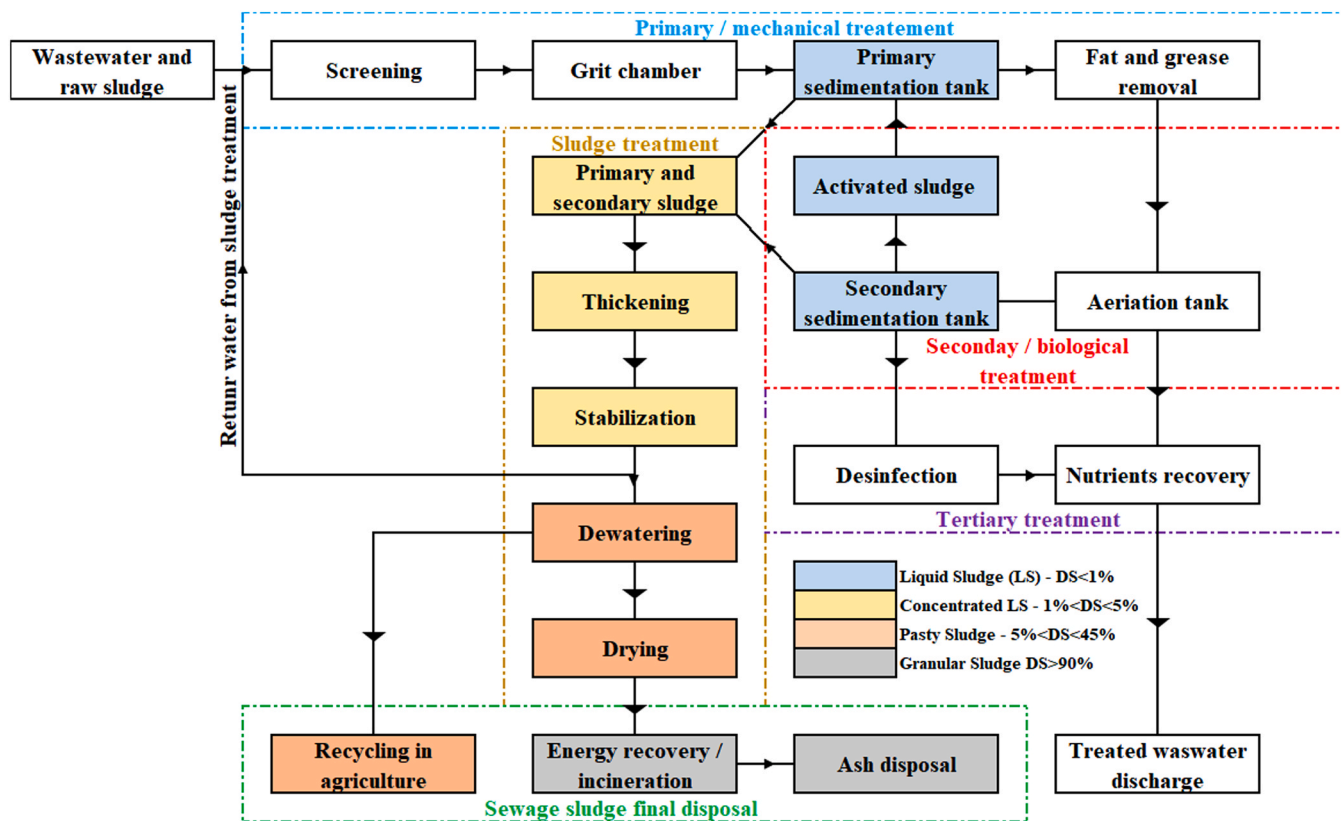 Primary / mechanical treatement
Wastewater and
raw sludge
Screening
Grit chamber
Primary
sedimentation tank
Fat and grease
removal
Retunr water from sludge treatment
Sludge treatment
Primary and
secondary sludge
Activated sludge
Thickening
Secondary
sedimentation tank
Aeriation tank
Seconday / biological
treatment
Stabilization
Desinfection
Nutrients recovery
Tertiary treatment
Dewatering
Liquid Sludge (LS) - DS<1%
Concentrated LS - 1%<DS<5%
Pasty Sludge - 5%<DS<45%
Granular Sludge DS>90%
Drying
Recycling in
agriculture
Energy recovery /
incineration
Ash disposal
Treated waswater
discharge
Sewage sludge final disposal